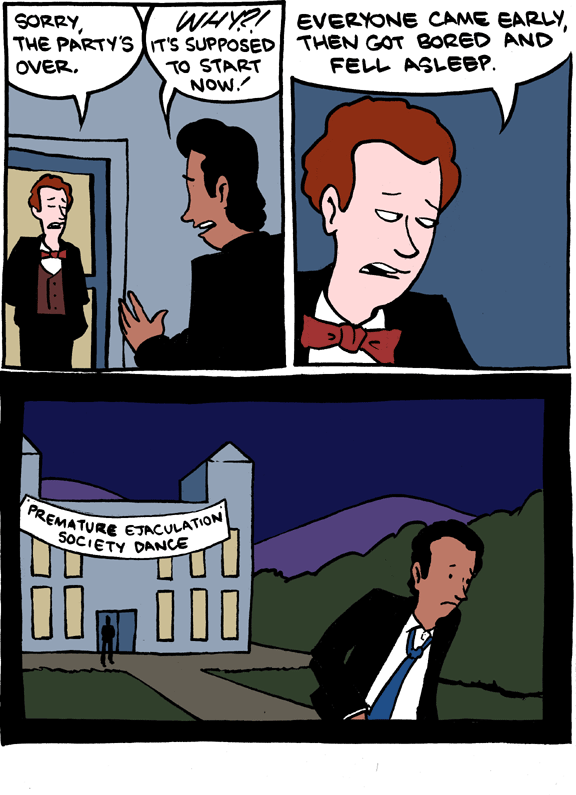 SORRY,
THE PARTY'S
OVER.
WHY?!
IT'S SUPPOSED
TO START
NOW!
EVERYONE CAME EARLY,
THEN GOT BORED AND
FELL ASLEEP.
PREMATURE EJACULATION
SOCIETY DANCE